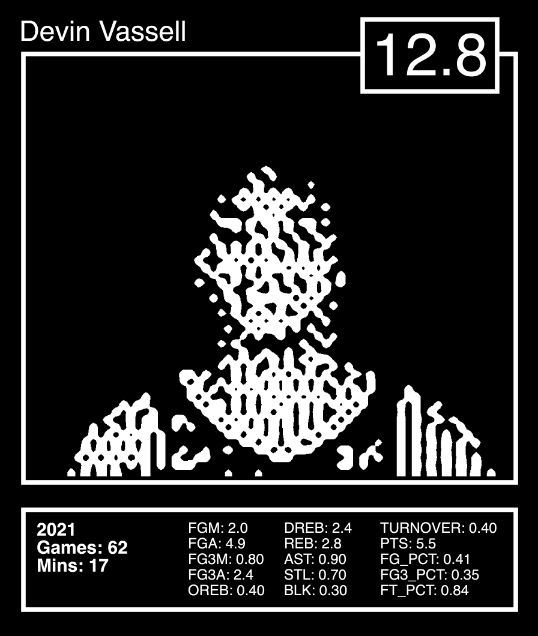 Devin Vassell
12.8
2021
Games: 62
Mins: 17
FGM: 2.0
FGA: 4.9
FG3M: 0.80
FG3A: 2.4
OREB: 0.40
DREB: 2.4
REB: 2.8
AST: 0.90
STL: 0.70
BLK: 0.30
TURNOVER: 0.40
PTS: 5.5
FG_PCT: 0.41
FG3_PCT: 0.35
FT_PCT: 0.84